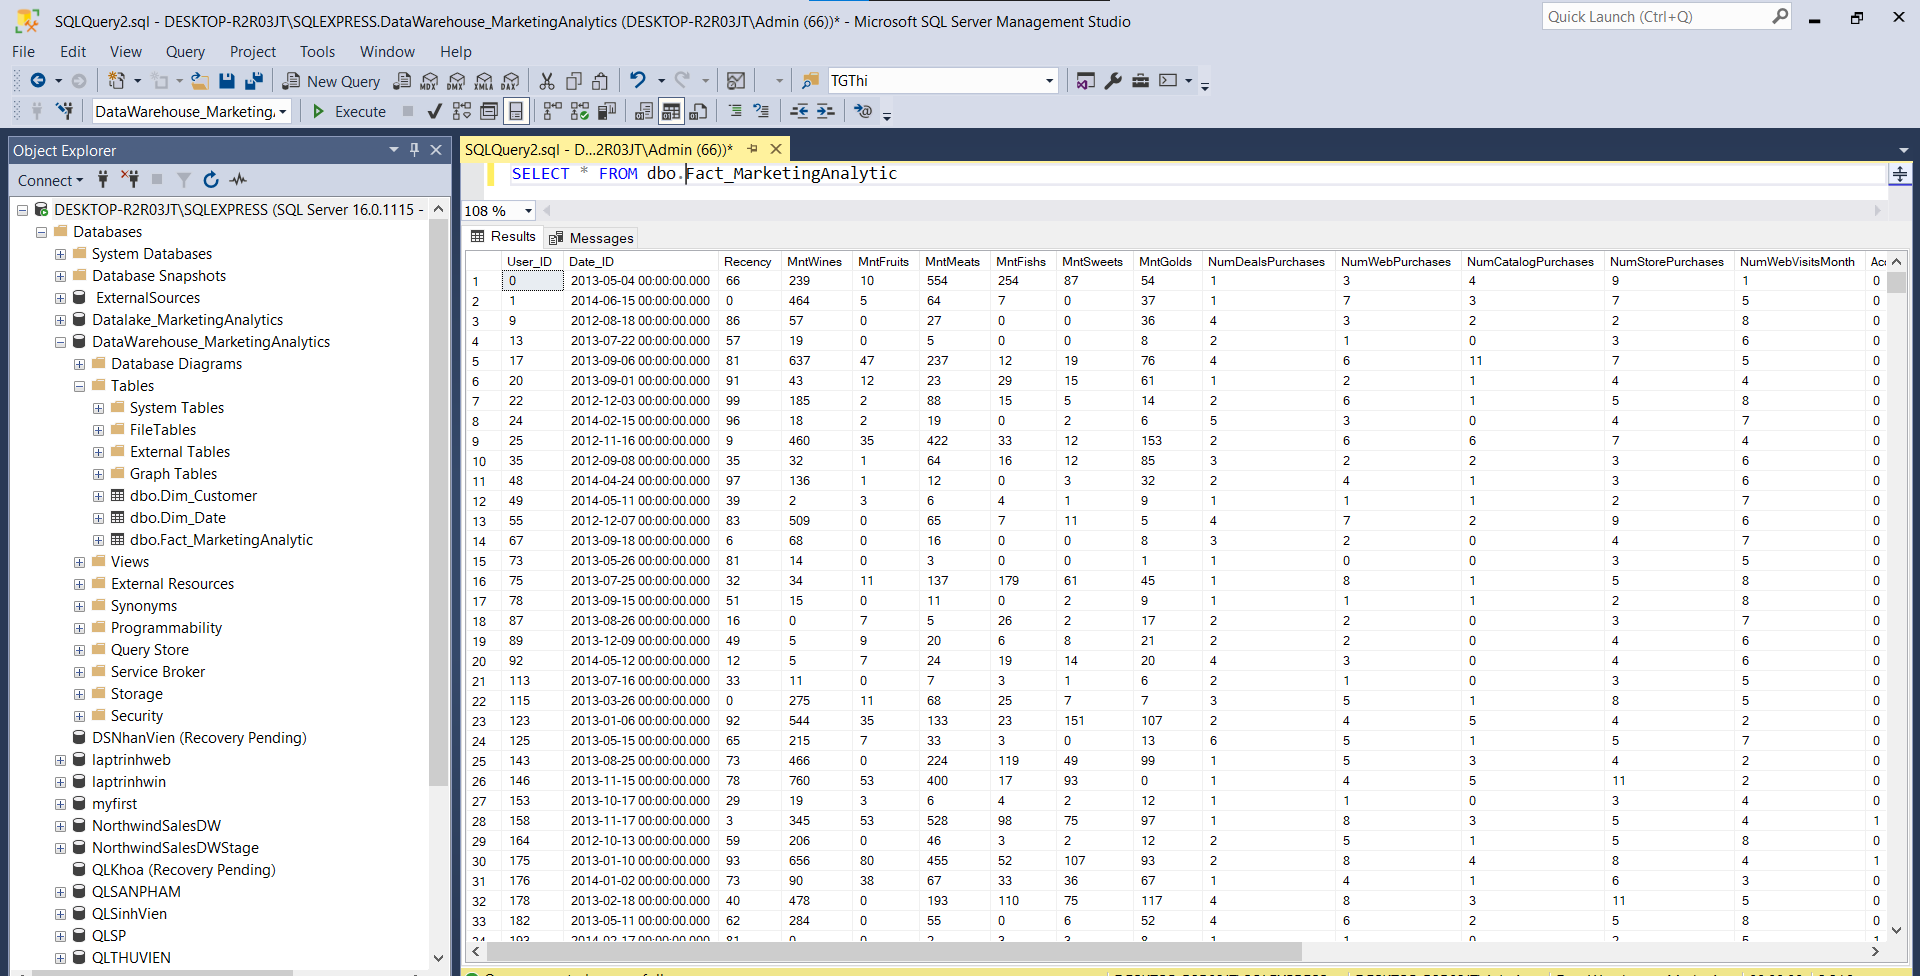 SQLQuery2.sql - DESKTOP-R2R03JT\SQLEXPRESS.DataWarehouse_MarketingAnalytics (DESKTOP-R2R03JT\Admin (66))* - Microsoft SQL Server Management Studio
Quick Launch (Ctrl+Q)
File Edit View Query Project Tools Window Help
New Query MDX DMX XMLA DAX TGThi
DataWarehouse_Marketing, Execute
Object Explorer
Connect
DESKTOP-R2R03JT\SQLEXPRESS (SQL Server 16.0.1115 -
Databases
System Databases
Database Snapshots
ExternalSources
Datalake_MarketingAnalytics
DataWarehouse_MarketingAnalytics
Database Diagrams
Tables
System Tables
FileTables
External Tables
Graph Tables
dbo.Dim_Customer
dbo.Dim_Date
dbo.Fact_MarketingAnalytic
Views
External Resources
Synonyms
Programmability
Query Store
Service Broker
Storage
Security
DSNhanVien (Recovery Pending)
laptrinhweb
laptrinhwin
myfirst
NorthwindSalesDW
NorthwindSalesDWStage
QLKhoa (Recovery Pending)
QLSANPHAM
QLSinhVien
QLSP
QLTHUVIEN
SQLQuery2.sql - D...2R03JT\Admin (66))*
SELECT * FROM dbo.Fact_MarketingAnalytic
108 %
Results Messages
User_ID Date_ID Recency MntWines MntFruits MntMeats MntFishs MntSweets MntGolds NumDealsPurchases NumWebPurchases NumCatalogPurchases NumStorePurchases NumWebVisitsMonth
1 0 2013-05-04 00:00:00.000 66 239 10 554 254 87 54 1 3 4 9 1 0
2 1 2014-06-15 00:00:00.000 0 464 5 64 7 0 37 1 7 3 7 5 0
3 9 2012-08-18 00:00:00.000 86 57 0 27 0 0 36 4 3 2 2 8 0
4 13 2013-07-22 00:00:00.000 57 19 0 5 0 0 8 2 1 0 3 6 0
5 17 2013-09-06 00:00:00.000 81 637 47 237 12 19 76 4 6 11 7 5 0
6 20 2013-09-01 00:00:00.000 91 43 12 23 29 15 61 1 2 1 4 4 0
7 22 2012-12-03 00:00:00.000 99 185 2 88 15 5 14 2 6 1 5 8 0
8 24 2014-02-15 00:00:00.000 96 18 2 19 0 2 6 5 3 0 4 7 0
9 25 2012-11-16 00:00:00.000 9 460 35 422 33 12 153 2 6 6 7 4 0
10 35 2012-09-08 00:00:00.000 35 32 1 64 16 12 85 3 2 2 3 6 0
11 48 2014-04-24 00:00:00.000 97 136 1 12 0 3 32 2 4 1 3 6 0
12 49 2014-05-11 00:00:00.000 39 2 3 6 4 1 9 1 1 1 2 7 0
13 55 2012-12-07 00:00:00.000 83 509 0 65 7 11 5 4 7 2 9 6 0
14 67 2013-09-18 00:00:00.000 6 68 0 16 0 0 8 3 2 0 4 7 0
15 73 2013-05-26 00:00:00.000 81 14 0 3 0 0 1 1 0 0 3 5 0
16 75 2013-07-25 00:00:00.000 32 34 11 137 179 61 45 1 8 1 5 8 0
17 78 2013-09-15 00:00:00.000 51 15 0 11 0 2 9 1 1 1 2 8 0
18 87 2013-08-26 00:00:00.000 16 0 7 5 26 2 17 2 2 0 3 7 0
19 89 2013-12-09 00:00:00.000 49 5 9 20 6 8 21 2 2 0 4 6 0
20 92 2014-05-12 00:00:00.000 12 5 7 24 19 14 20 4 3 0 4 6 0
21 113 2013-07-16 00:00:00.000 33 11 0 7 3 1 6 2 1 0 3 5 0
22 115 2013-03-26 00:00:00.000 0 275 11 68 25 7 7 3 5 1 8 5 0
23 123 2013-01-06 00:00:00.000 92 544 35 133 23 151 107 2 4 5 4 2 0
24 125 2013-05-15 00:00:00.000 65 215 7 33 3 0 13 6 5 1 5 7 0
25 143 2013-08-25 00:00:00.000 73 466 0 224 119 49 99 1 5 3 4 2 0
26 146 2013-11-15 00:00:00.000 78 760 53 400 17 93 0 1 4 5 11 2 0
27 153 2013-10-17 00:00:00.000 29 19 3 6 4 2 12 1 1 0 3 4 0
28 158 2013-11-17 00:00:00.000 3 345 53 528 98 75 97 1 8 3 5 4 1
29 164 2012-10-13 00:00:00.000 59 206 0 46 3 2 12 2 5 1 5 8 0
30 175 2013-01-10 00:00:00.000 93 656 80 455 52 107 93 2 8 4 8 4 1
31 176 2014-01-02 00:00:00.000 73 90 38 67 33 36 67 1 4 1 6 3 0
32 178 2013-02-18 00:00:00.000 40 478 0 193 110 75 117 4 8 3 11 5 0
33 182 2013-05-11 00:00:00.000 62 284 0 55 0 6 52 4 6 2 5 8 0